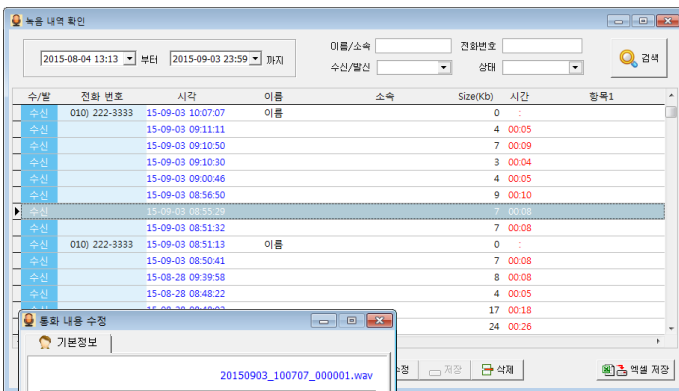 녹음 내역 확인
이름/소속 전화번호
2015-08-04 13:13 부터 2015-09-03 23:59 까지 검색
수신/발신 상태
수/발 전화 번호 시각 이름 소속 Size(Kb) 시간 항목1
수신 010) 222-3333 15-09-03 10:07:07 이름 0 :
수신 15-09-03 09:11:11 4 00:05
수신 15-09-03 09:10:50 7 00:09
수신 15-09-03 09:10:30 3 00:04
수신 15-09-03 09:00:46 4 00:05
수신 15-09-03 08:56:50 9 00:10
수신 15-09-03 08:55:29 7 00:08
수신 15-09-03 08:51:32 7 00:08
수신 010) 222-3333 15-09-03 08:51:13 이름 0 :
수신 15-09-03 08:50:41 7 00:08
수신 15-08-28 09:39:58 8 00:08
수신 15-08-28 08:48:22 4 00:05
17 00:18
24 00:26
통화 내용 수정
기본정보
수정 저장 삭제 엑셀 저장
20150903_100707_000001.wav